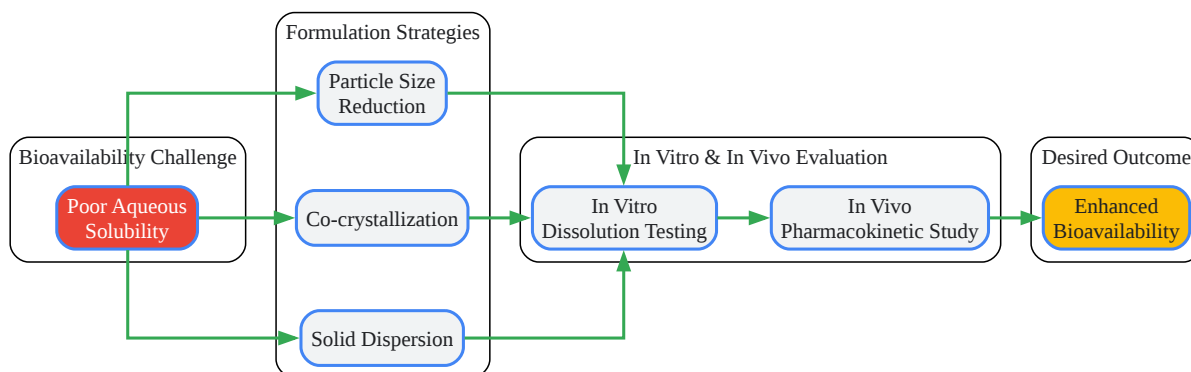 Formulation Strategies
Particle Size
Reduction
Bioavailability Challenge
Poor Aqueous
Solubility
Co-crystallization
Solid Dispersion
In Vitro & In Vivo Evaluation
In Vitro
Dissolution Testing
In Vivo
Pharmacokinetic Study
Desired Outcome
Enhanced
Bioavailability